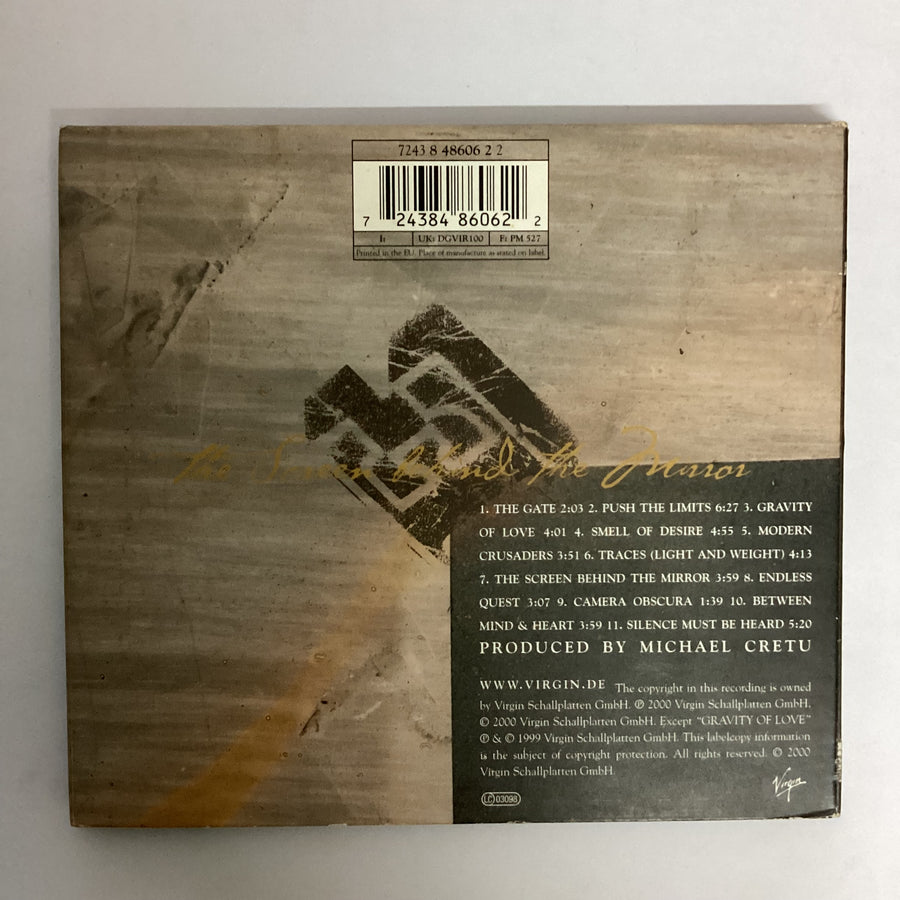 7243 8 48606 2 2
7 24384 86062 2
I: UK: DGVIR100 F: PM 527
Printed in the EU. Place of manufacture as stated on label.
the Screen behind the Mirror
1. THE GATE 2:03 2. PUSH THE LIMITS 6:27 3. GRAVITY
OF LOVE 4:01 4. SMELL OF DESIRE 4:55 5. MODERN
CRUSADERS 3:51 6. TRACES (LIGHT AND WEIGHT) 4:13
7. THE SCREEN BEHIND THE MIRROR 3:59 8. ENDLESS
QUEST 3:07 9. CAMERA OBSCURA 1:39 10. BETWEEN
MIND & HEART 3:59 11. SILENCE MUST BE HEARD 5:20
PRODUCED BY MICHAEL CRETU
WWW.VIRGIN.DE The copyright in this recording is owned
by Virgin Schallplatten GmbH. ℗ 2000 Virgin Schallplatten GmbH.
© 2000 Virgin Schallplatten GmbH. Except "GRAVITY OF LOVE"
℗ & © 1999 Virgin Schallplatten GmbH. This labelcopy information
is the subject of copyright protection. All rights reserved. © 2000
Virgin Schallplatten GmbH.
LC 03098
Virgin